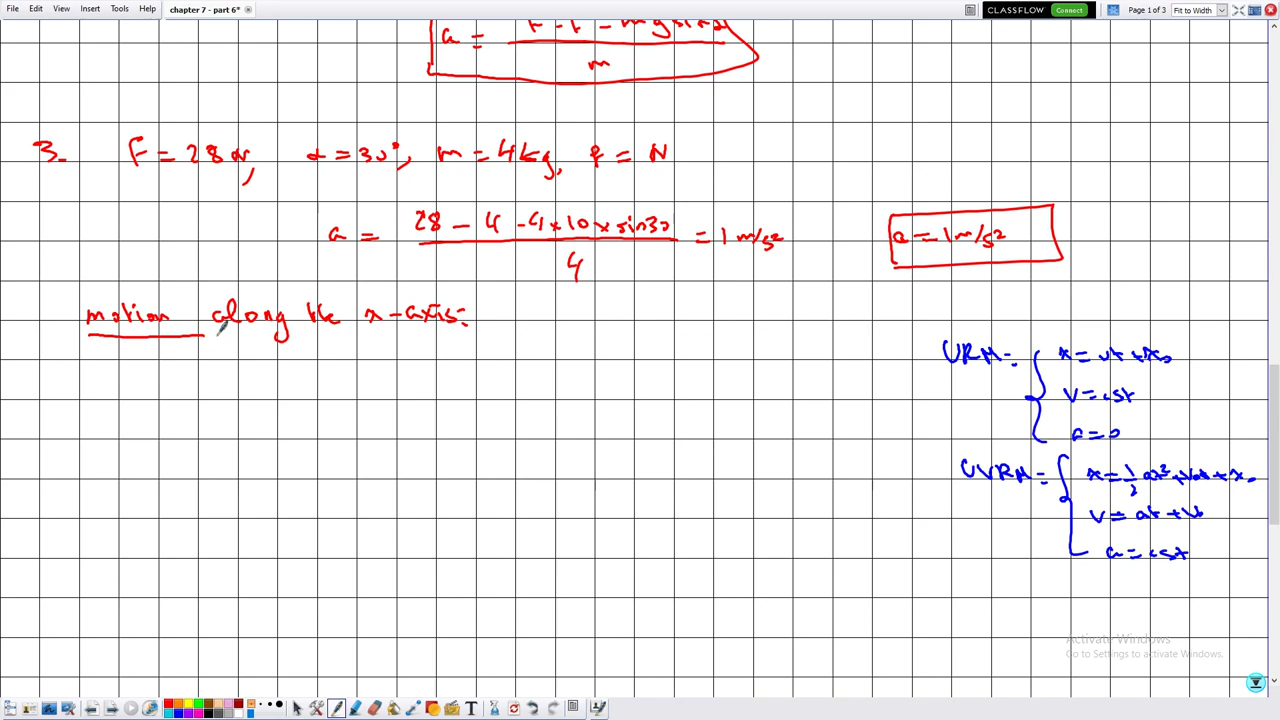 File Edit View Insert Tools Help chapter 7 - part 6* CLASSFLOW Connect Page 1 of 3 Fit to Width
m
3. F = 28 N, α = 30°, m = 4kg, f = N
a = 28 - 4 - 4 x 10 x sin30 / 4 = 1 m/s²
a = 1 m/s²
motion along the x-axis:
URM: x = vt + x₀
v = cst
a = 0
UVRM: x = 1/2 at² + v₀t + x₀
v = at + v₀
a = cst
Activate Windows
Go to Settings to activate Windows.